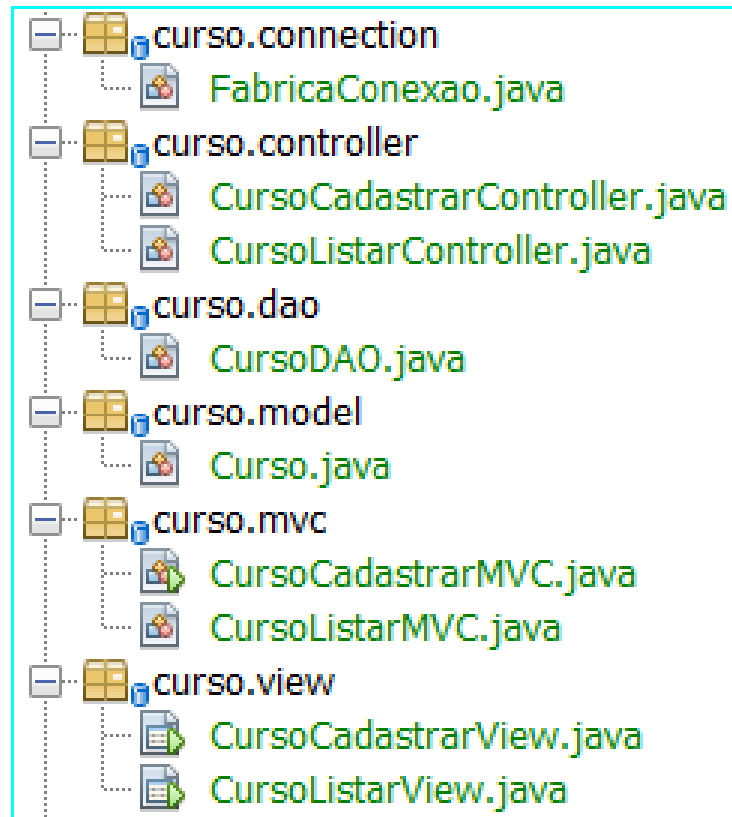 curso.connection
FabricaConexao.java
curso.controller
CursoCadastrarController.java
CursoListarController.java
curso.dao
CursoDAO.java
curso.model
Curso.java
curso.mvc
CursoCadastrarMVC.java
CursoListarMVC.java
curso.view
CursoCadastrarView.java
CursoListarView.java